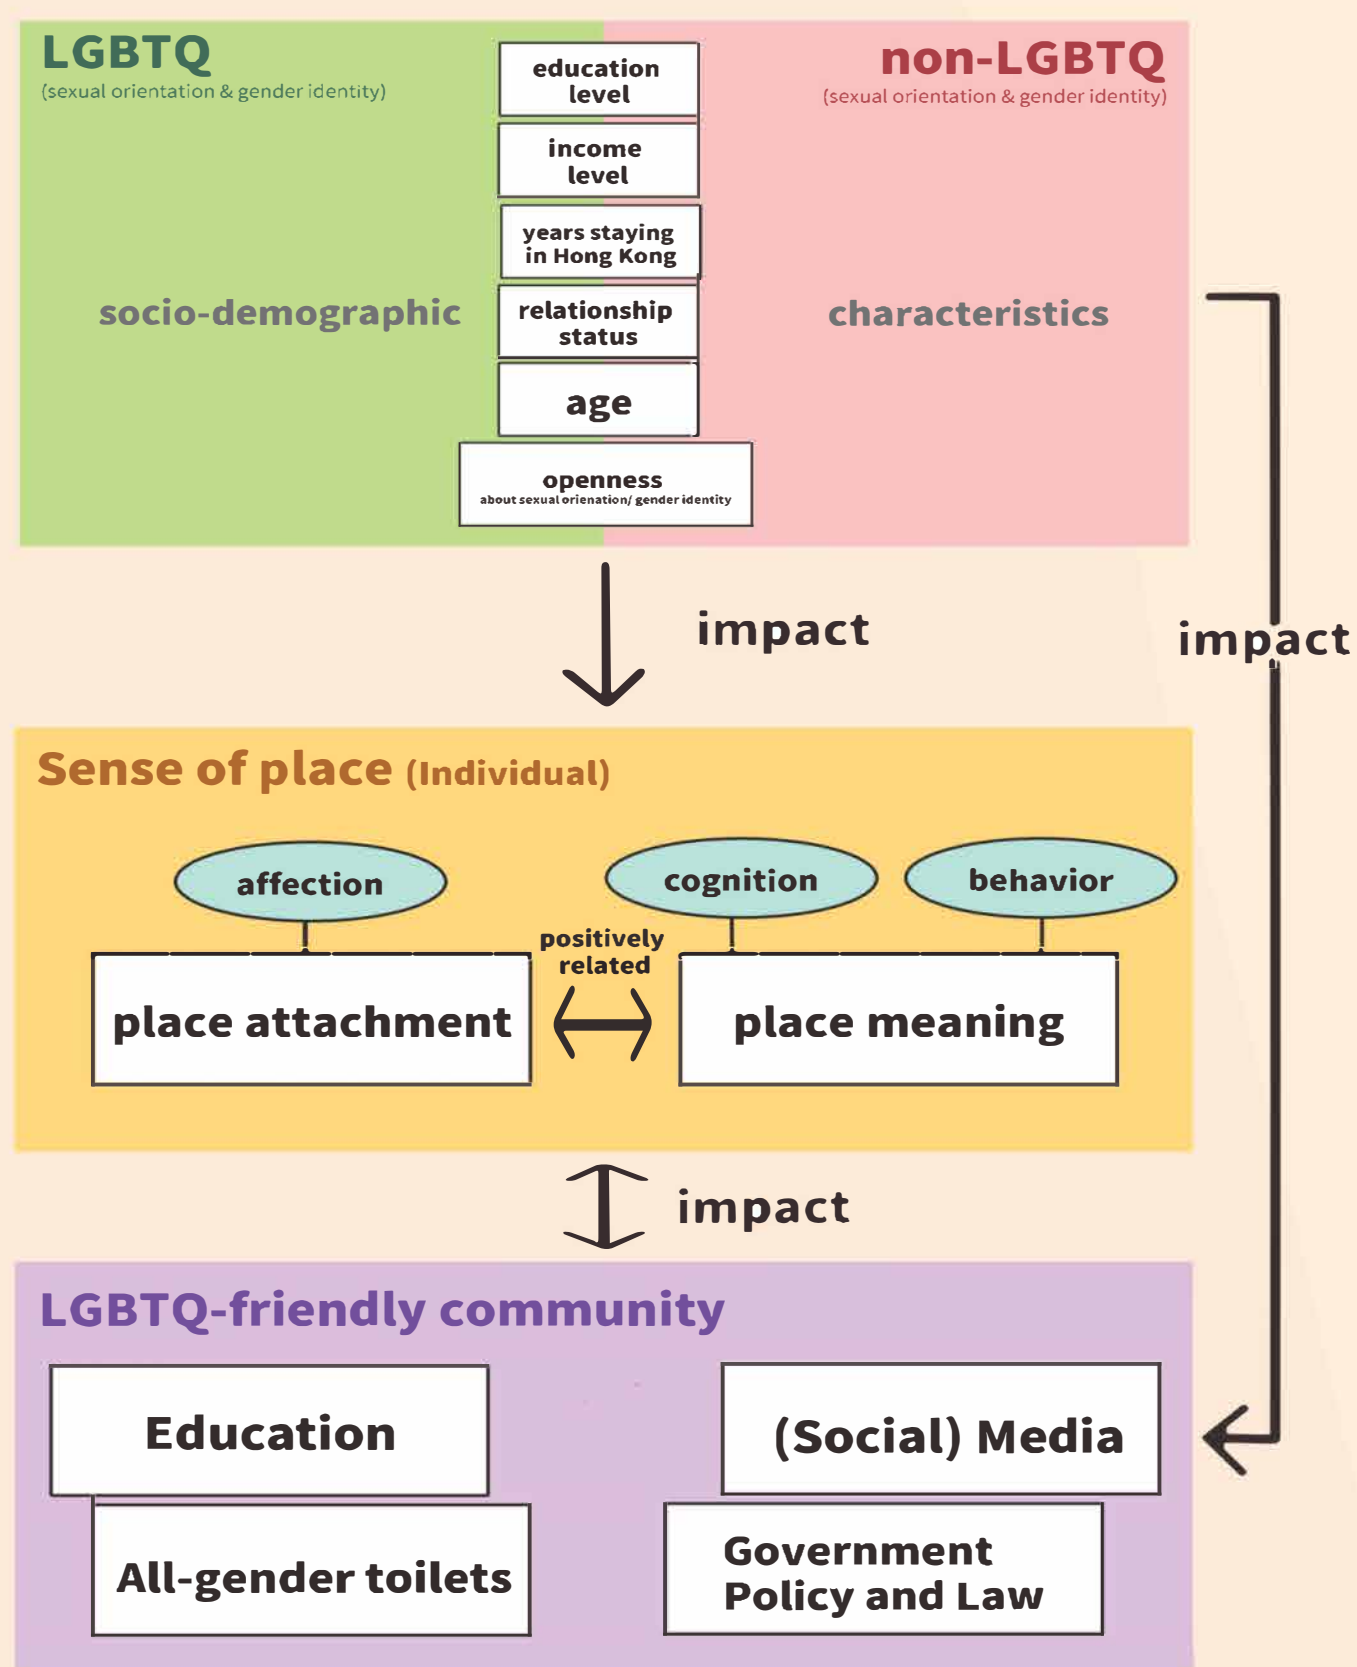 LGBTQ
(sexual orientation & gender identity)
non-LGBTQ
(sexual orientation & gender identity)
education
level
income
level
years staying
in Hong Kong
socio-demographic
relationship
status
characteristics
age
openness
about sexual orienation/ gender identity
impact
impact
Sense of place (Individual)
affection
cognition
behavior
positively
related
place attachment
place meaning
impact
LGBTQ-friendly community
Education
(Social) Media
All-gender toilets
Government
Policy and Law